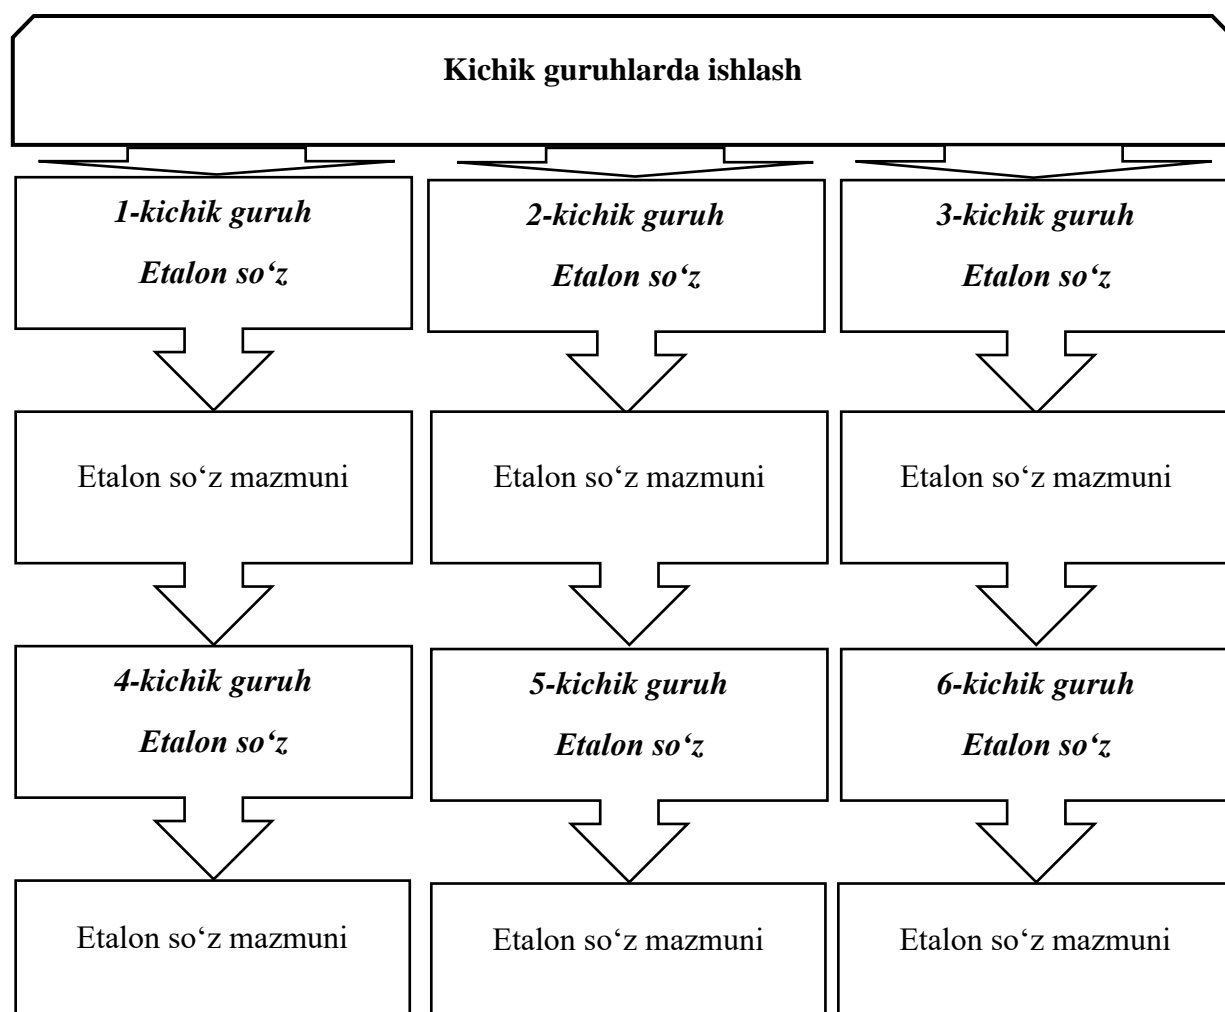 Kichik guruhlarda ishlash
1-kichik guruh
Etalon so‘z
2-kichik guruh
Etalon so‘z
3-kichik guruh
Etalon so‘z
Etalon so‘z mazmuni
Etalon so‘z mazmuni
Etalon so‘z mazmuni
4-kichik guruh
Etalon so‘z
5-kichik guruh
Etalon so‘z
6-kichik guruh
Etalon so‘z
Etalon so‘z mazmuni
Etalon so‘z mazmuni
Etalon so‘z mazmuni